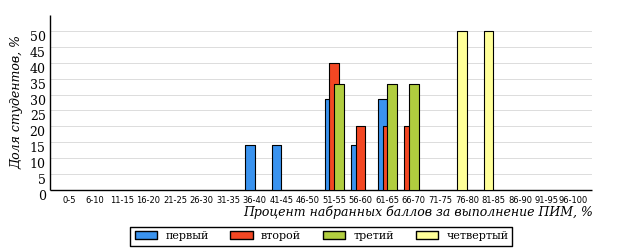 Доля студентов, %
50
45
40
35
30
25
20
15
10
5
0
0-5 6-10 11-15 16-20 21-25 26-30 31-35 36-40 41-45 46-50 51-55 56-60 61-65 66-70 71-75 76-80 81-85 86-90 91-95 96-100
Процент набранных баллов за выполнение ПИМ, %
первый второй третий четвертый